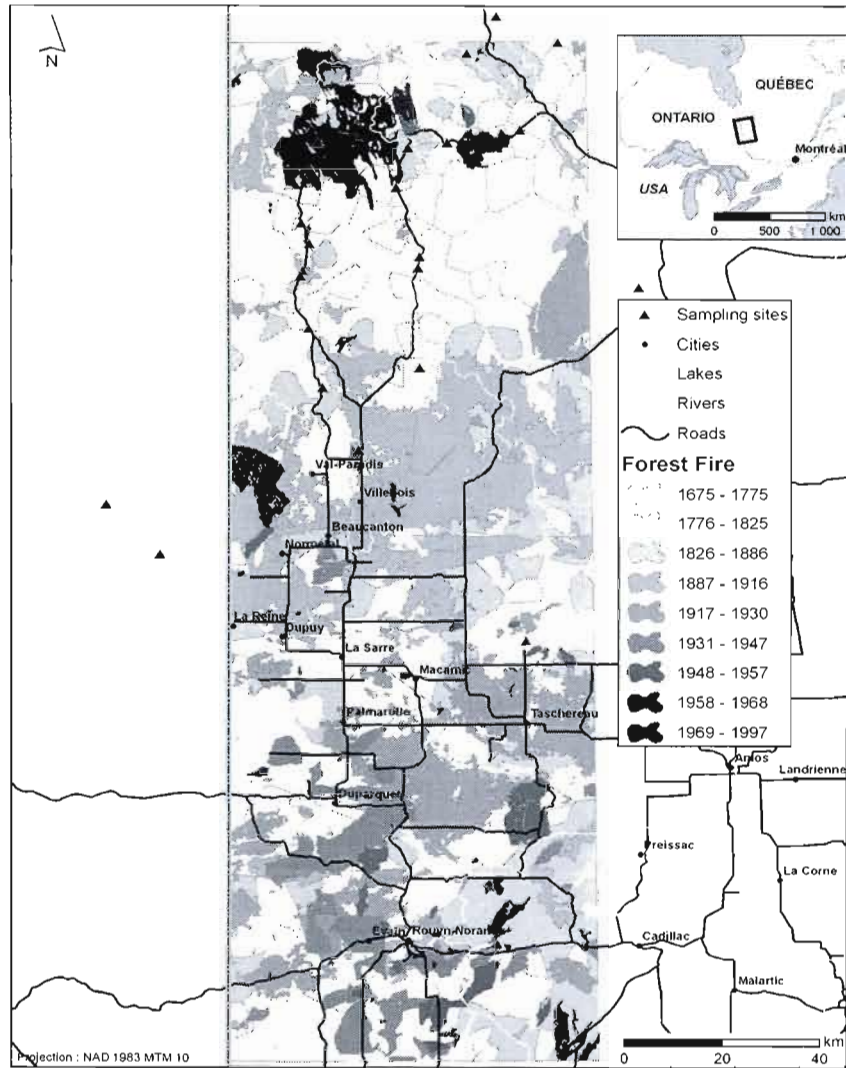 N
QUÉBEC
ONTARIO
Montréal
USA
km
0 500 1 000
Sampling sites
Cities
Lakes
Rivers
Roads
Forest Fire
1675 - 1775
1776 - 1825
1826 - 1886
1887 - 1916
1917 - 1930
1931 - 1947
1948 - 1957
1958 - 1968
1969 - 1997
Val-Paradis
Villebois
Beaucanton
Normétal
La Reine
Dupuy
La Sarre
Macamic
Palmarolle
Taschereau
Amos
Landrienne
Duparquet
Preissac
La Corne
Evain
Rouyn-Noran
Cadillac
Malartic
Projection : NAD 1983 MTM 10
km
0 20 40